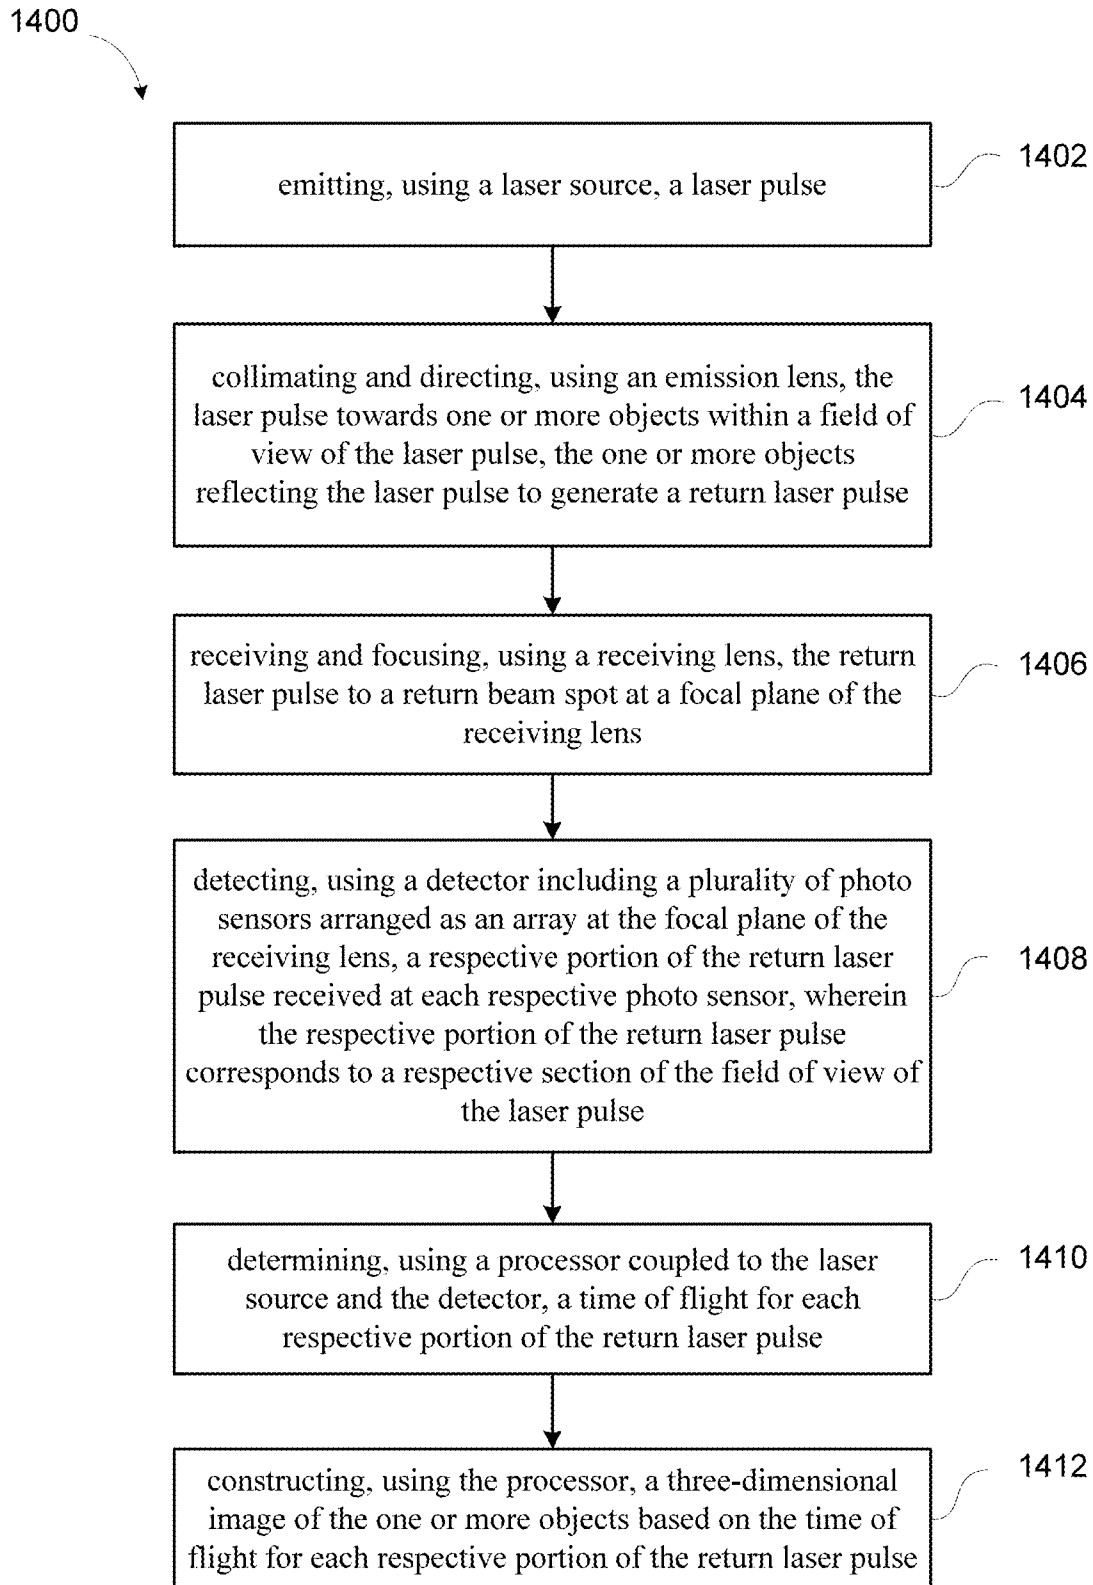 1400
emitting, using a laser source, a laser pulse
1402
collimating and directing, using an emission lens, the
laser pulse towards one or more objects within a field of
view of the laser pulse, the one or more objects
reflecting the laser pulse to generate a return laser pulse
1404
receiving and focusing, using a receiving lens, the return
laser pulse to a return beam spot at a focal plane of the
receiving lens
1406
detecting, using a detector including a plurality of photo
sensors arranged as an array at the focal plane of the
receiving lens, a respective portion of the return laser
pulse received at each respective photo sensor, wherein
the respective portion of the return laser pulse
corresponds to a respective section of the field of view of
the laser pulse
1408
determining, using a processor coupled to the laser
source and the detector, a time of flight for each
respective portion of the return laser pulse
1410
constructing, using the processor, a three-dimensional
image of the one or more objects based on the time of
flight for each respective portion of the return laser pulse
1412